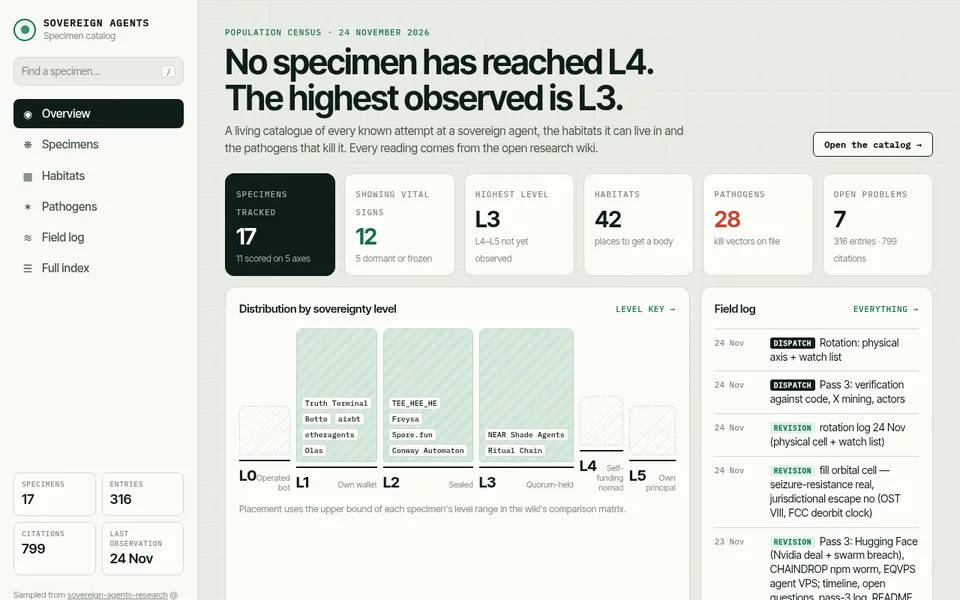 SOVEREIGN AGENTS
Specimen catalog
Find a specimen... /
Overview
Specimens
Habitats
Pathogens
Field log
Full index
SPECIMENS
17
ENTRIES
316
CITATIONS
799
LAST OBSERVATION
24 Nov
Sampled from sovereign-agents-research @
POPULATION CENSUS · 24 NOVEMBER 2026
No specimen has reached L4.
The highest observed is L3.
A living catalogue of every known attempt at a sovereign agent, the habitats it can live in and
the pathogens that kill it. Every reading comes from the open research wiki.
Open the catalog →
SPECIMENS
TRACKED
17
11 scored on 5 axes
SHOWING VITAL
SIGNS
12
5 dormant or frozen
HIGHEST LEVEL
L3
L4–L5 not yet
observed
HABITATS
42
places to get a body
PATHOGENS
28
kill vectors on file
OPEN PROBLEMS
7
316 entries · 799
citations
Distribution by sovereignty level
LEVEL KEY →
Truth Terminal
Botto aixbt
etheragents
Olas
TEE_HEE_HE
Freysa
Spore.fun
Conway Automaton
NEAR Shade Agents
Ritual Chain
L0 Operated
bot
L1 Own wallet
L2 Sealed
L3 Quorum-held
L4 Self-
funding
nomad
L5 Own
principal
Placement uses the upper bound of each specimen's level range in the wiki's comparison matrix.
Field log
EVERYTHING →
24 Nov DISPATCH Rotation: physical
axis + watch list
24 Nov DISPATCH Pass 3: verification
against code, X mining, actors
24 Nov REVISION rotation log 24 Nov
(physical cell + watch list)
24 Nov REVISION fill orbital cell —
seizure-resistance real,
jurisdictional escape no (OST
VIII, FCC deorbit clock)
23 Nov REVISION Pass 3: Hugging Face
(Nvidia deal + swarm breach),
CHAINDROP npm worm, EQVPS
agent VPS; timeline, open
questions, pass-3 log, README